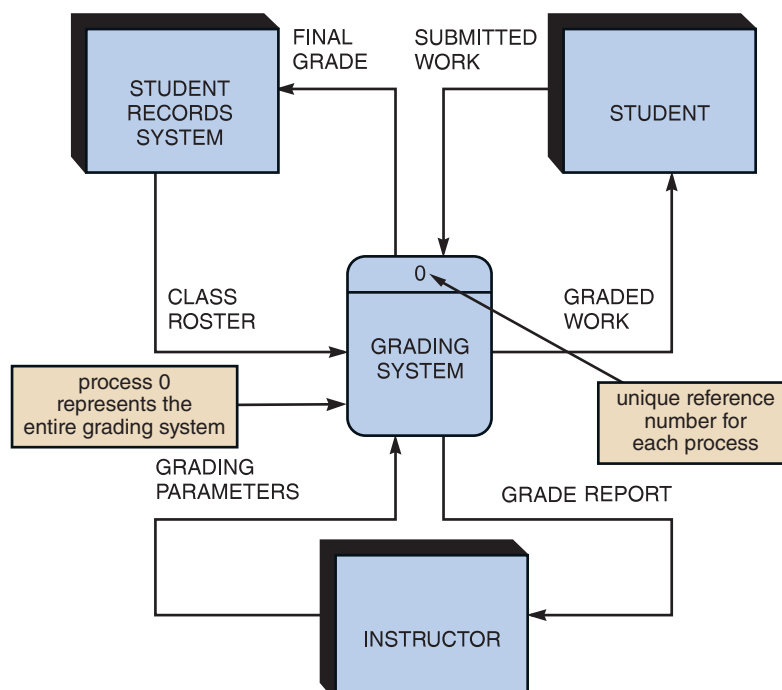 FINAL
GRADE
SUBMITTED
WORK
STUDENT
RECORDS
SYSTEM
STUDENT
0
CLASS
ROSTER
GRADED
WORK
GRADING
SYSTEM
process 0
represents the
entire grading system
unique reference
number for
each process
GRADING
PARAMETERS
GRADE REPORT
INSTRUCTOR